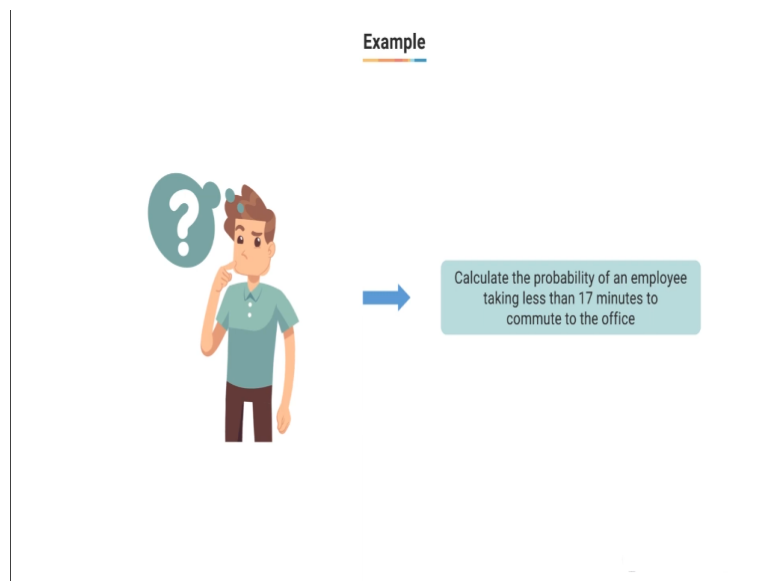 Example
?
Calculate the probability of an employee
taking less than 17 minutes to
commute to the office